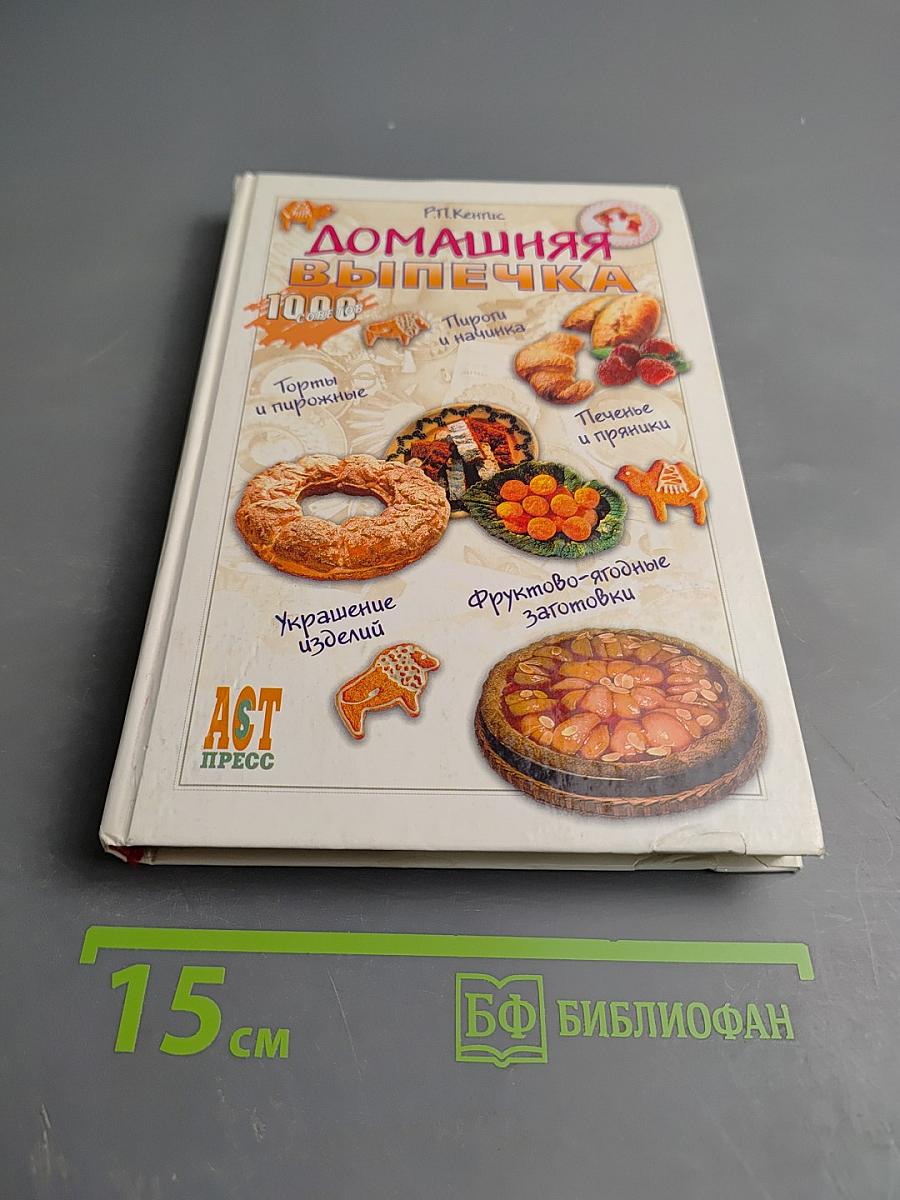 Р.П.Кенгис
ДОМАШНЯЯ
ВЫПЕЧКА
1000
советов
Пироги
и начинка
Торты
и пирожные
Печенье
и пряники
Фруктово-ягодные
заготовки
Украшение
изделий
АСТ
ПРЕСС
15 см
БФ БИБЛИОФАН